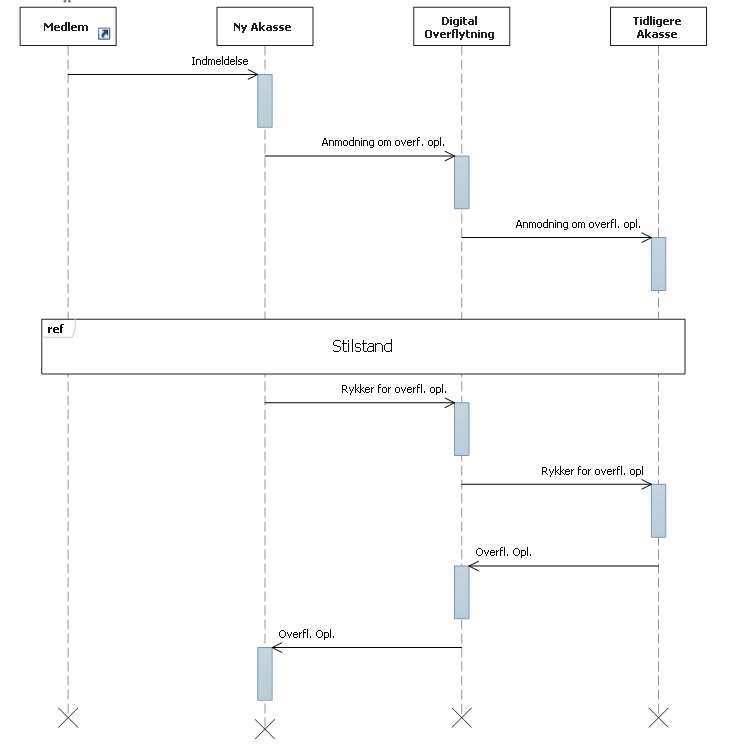 Medlem
Ny Akasse
Digital
Overflytning
Tidligere
Akasse
Indmeldelse
Anmodning om overf. opl.
Anmodning om overfl. opl.
ref
Stilstand
Rykker for overfl. opl.
Rykker for overfl. opl
Overfl. Opl.
Overfl. Opl.